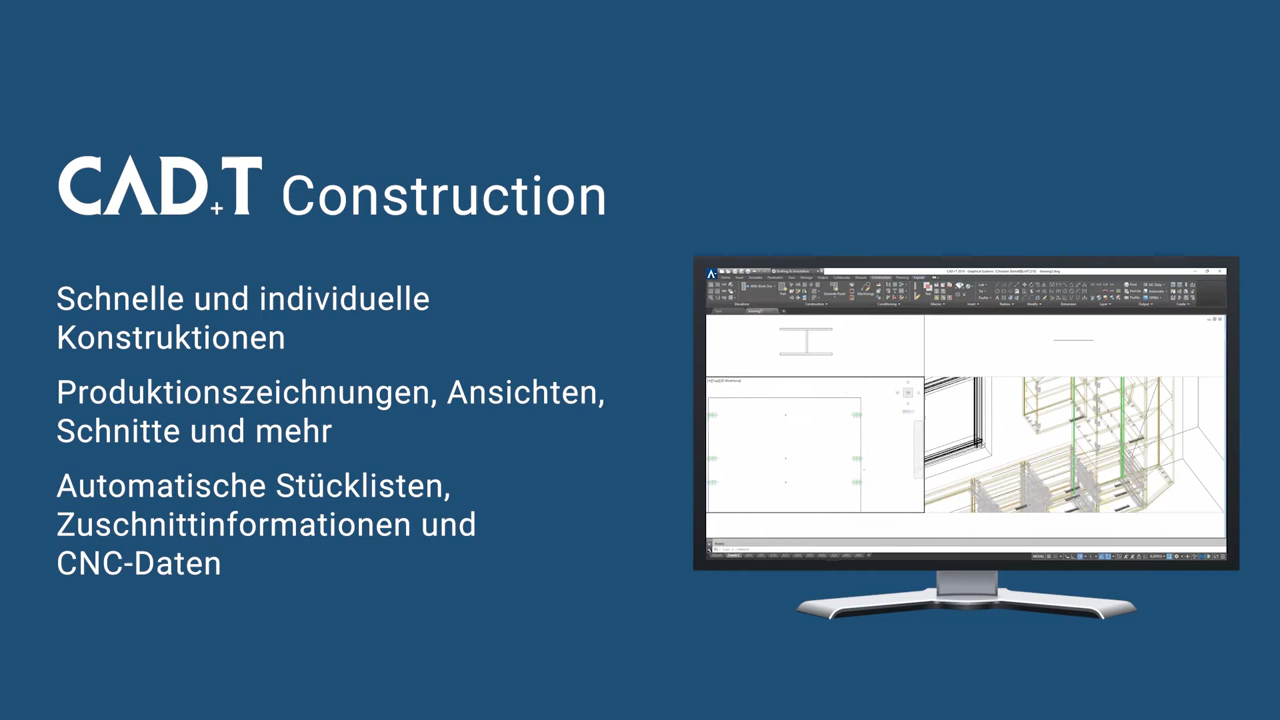 CAD+T Construction
Schnelle und individuelle
Konstruktionen
Produktionszeichnungen, Ansichten,
Schnitte und mehr
Automatische Stücklisten,
Zuschnittinformationen und
CNC-Daten